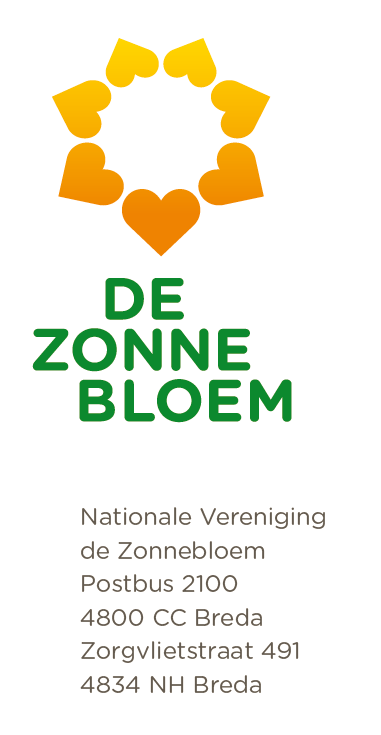 DE
ZONNE
BLOEM
Nationale Vereniging
de Zonnebloem
Postbus 2100
4800 CC Breda
Zorgvlietstraat 491
4834 NH Breda